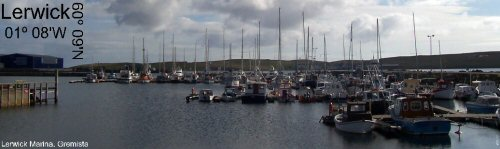 Lerwick
01° 08'W
60° 09'N
Lerwick Marina, Gremista